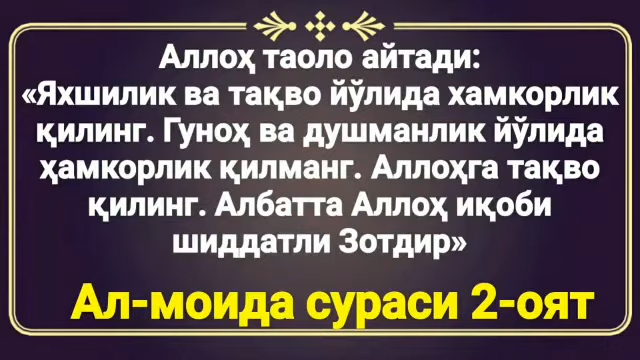 Аллоҳ таоло айтади:
«Яхшилик ва тақво йўлида хамкорлик
қилинг. Гуноҳ ва душманлик йўлида
ҳамкорлик қилманг. Аллоҳга тақво
қилинг. Албатта Аллоҳ иқоби
шиддатли Зотдир»
Ал-моида сураси 2-оят